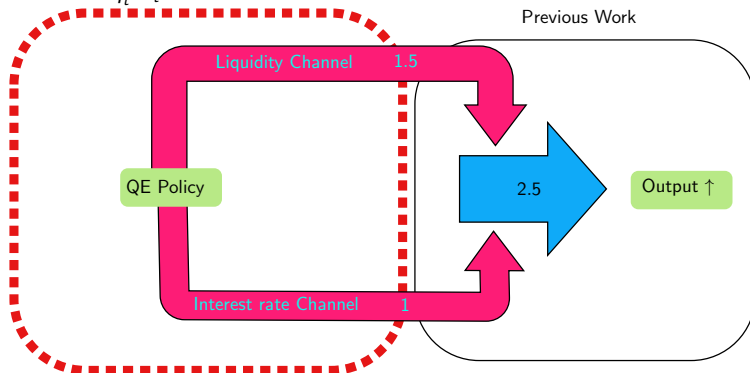 Previous Work
Liquidity Channel 1.5
QE Policy
2.5
Output ↑
Interest rate Channel 1